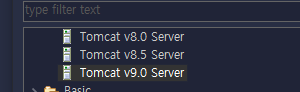 type filter text
Tomcat v8.0 Server
Tomcat v8.5 Server
Tomcat v9.0 Server
Basic